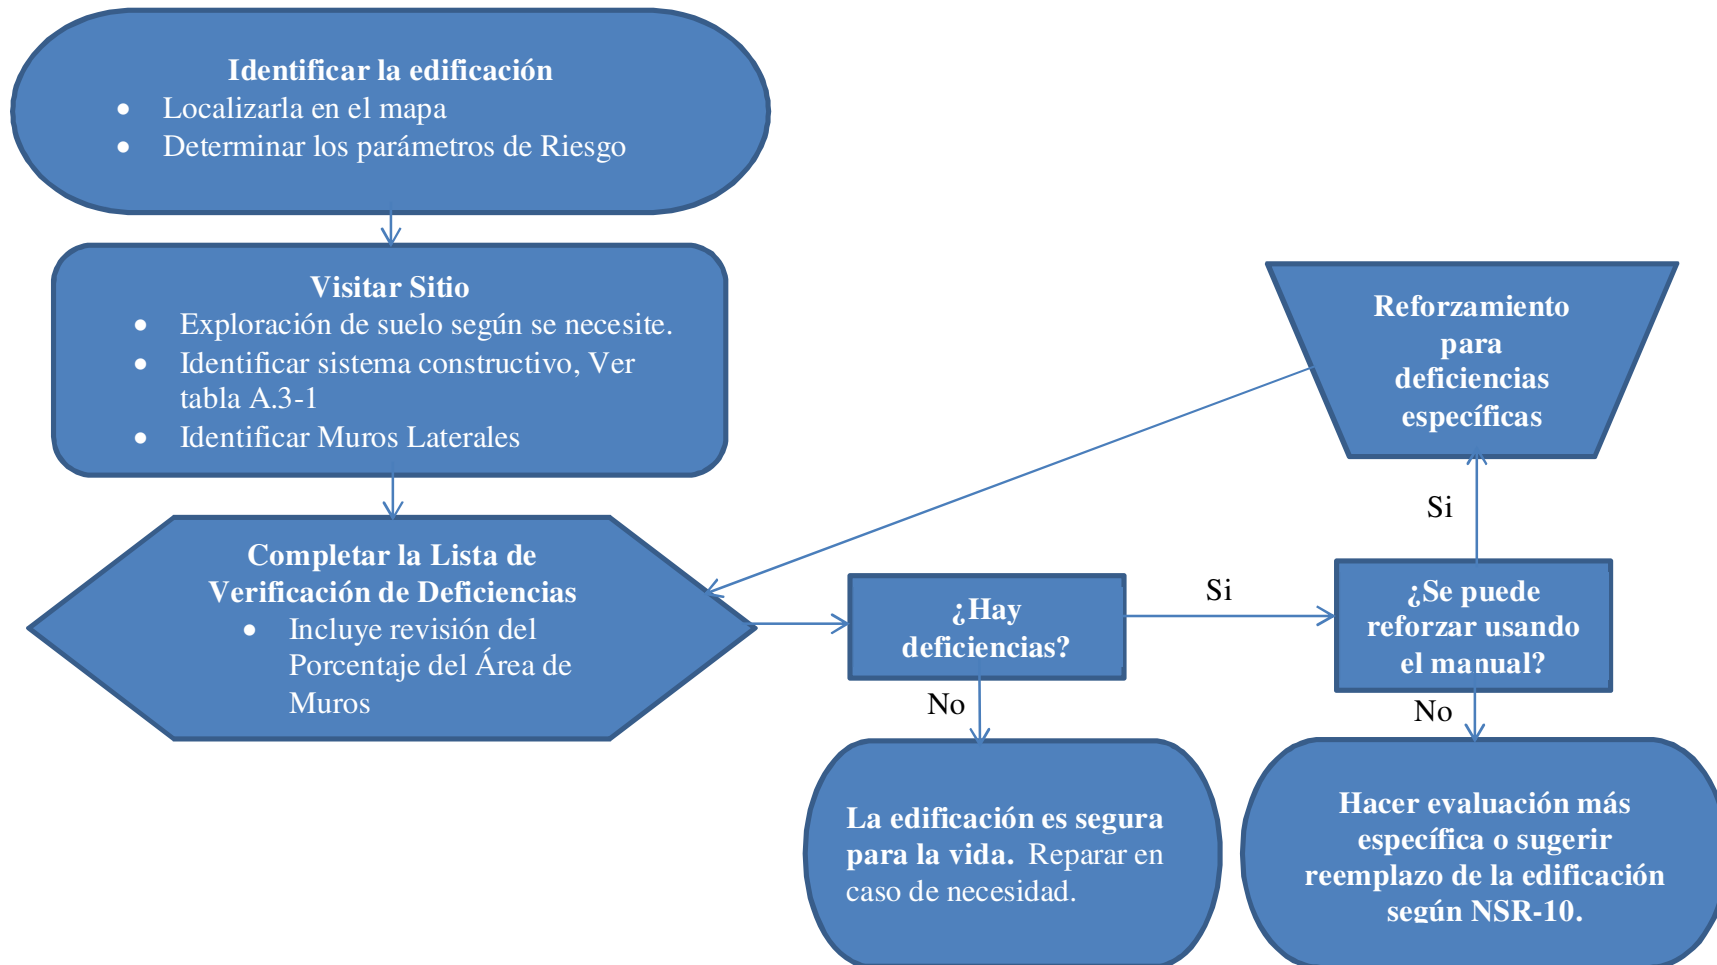 Identificar la edificación
• Localizarla en el mapa
• Determinar los parámetros de Riesgo
Visitar Sitio
• Exploración de suelo según se necesite.
• Identificar sistema constructivo, Ver
tabla A.3-1
• Identificar Muros Laterales
Completar la Lista de
Verificación de Deficiencias
• Incluye revisión del
Porcentaje del Área de
Muros
¿Hay
deficiencias?
Si
No
¿Se puede
reforzar usando
el manual?
Si
No
Reforzamiento
para
deficiencias
específicas
La edificación es segura
para la vida. Reparar en
caso de necesidad.
Hacer evaluación más
específica o sugerir
reemplazo de la edificación
según NSR-10.